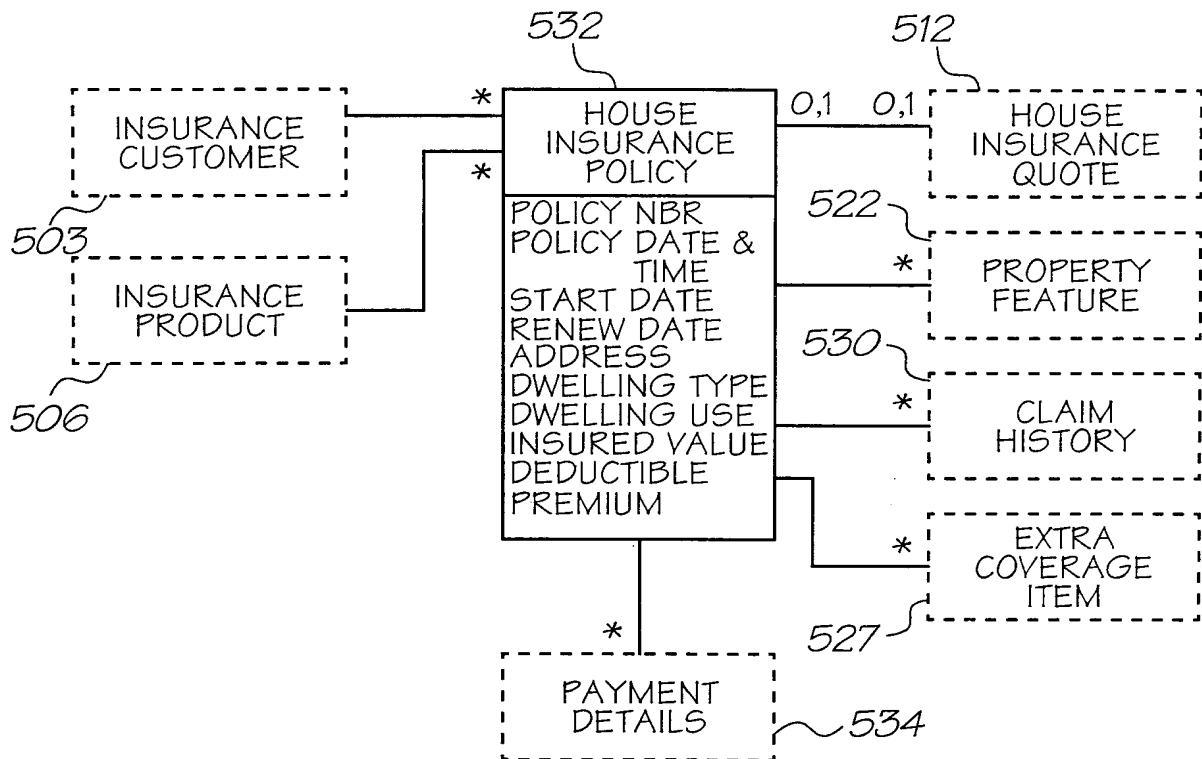 532
512
INSURANCE
CUSTOMER
503
*
*
HOUSE
INSURANCE
POLICY
0,1 0,1
HOUSE
INSURANCE
QUOTE
INSURANCE
PRODUCT
506
POLICY NBR
POLICY DATE &
TIME
START DATE
RENEW DATE
ADDRESS
DWELLING TYPE
DWELLING USE
INSURED VALUE
DEDUCTIBLE
PREMIUM
522
*
PROPERTY
FEATURE
530
*
CLAIM
HISTORY
*
EXTRA
COVERAGE
ITEM
527
*
PAYMENT
DETAILS
534